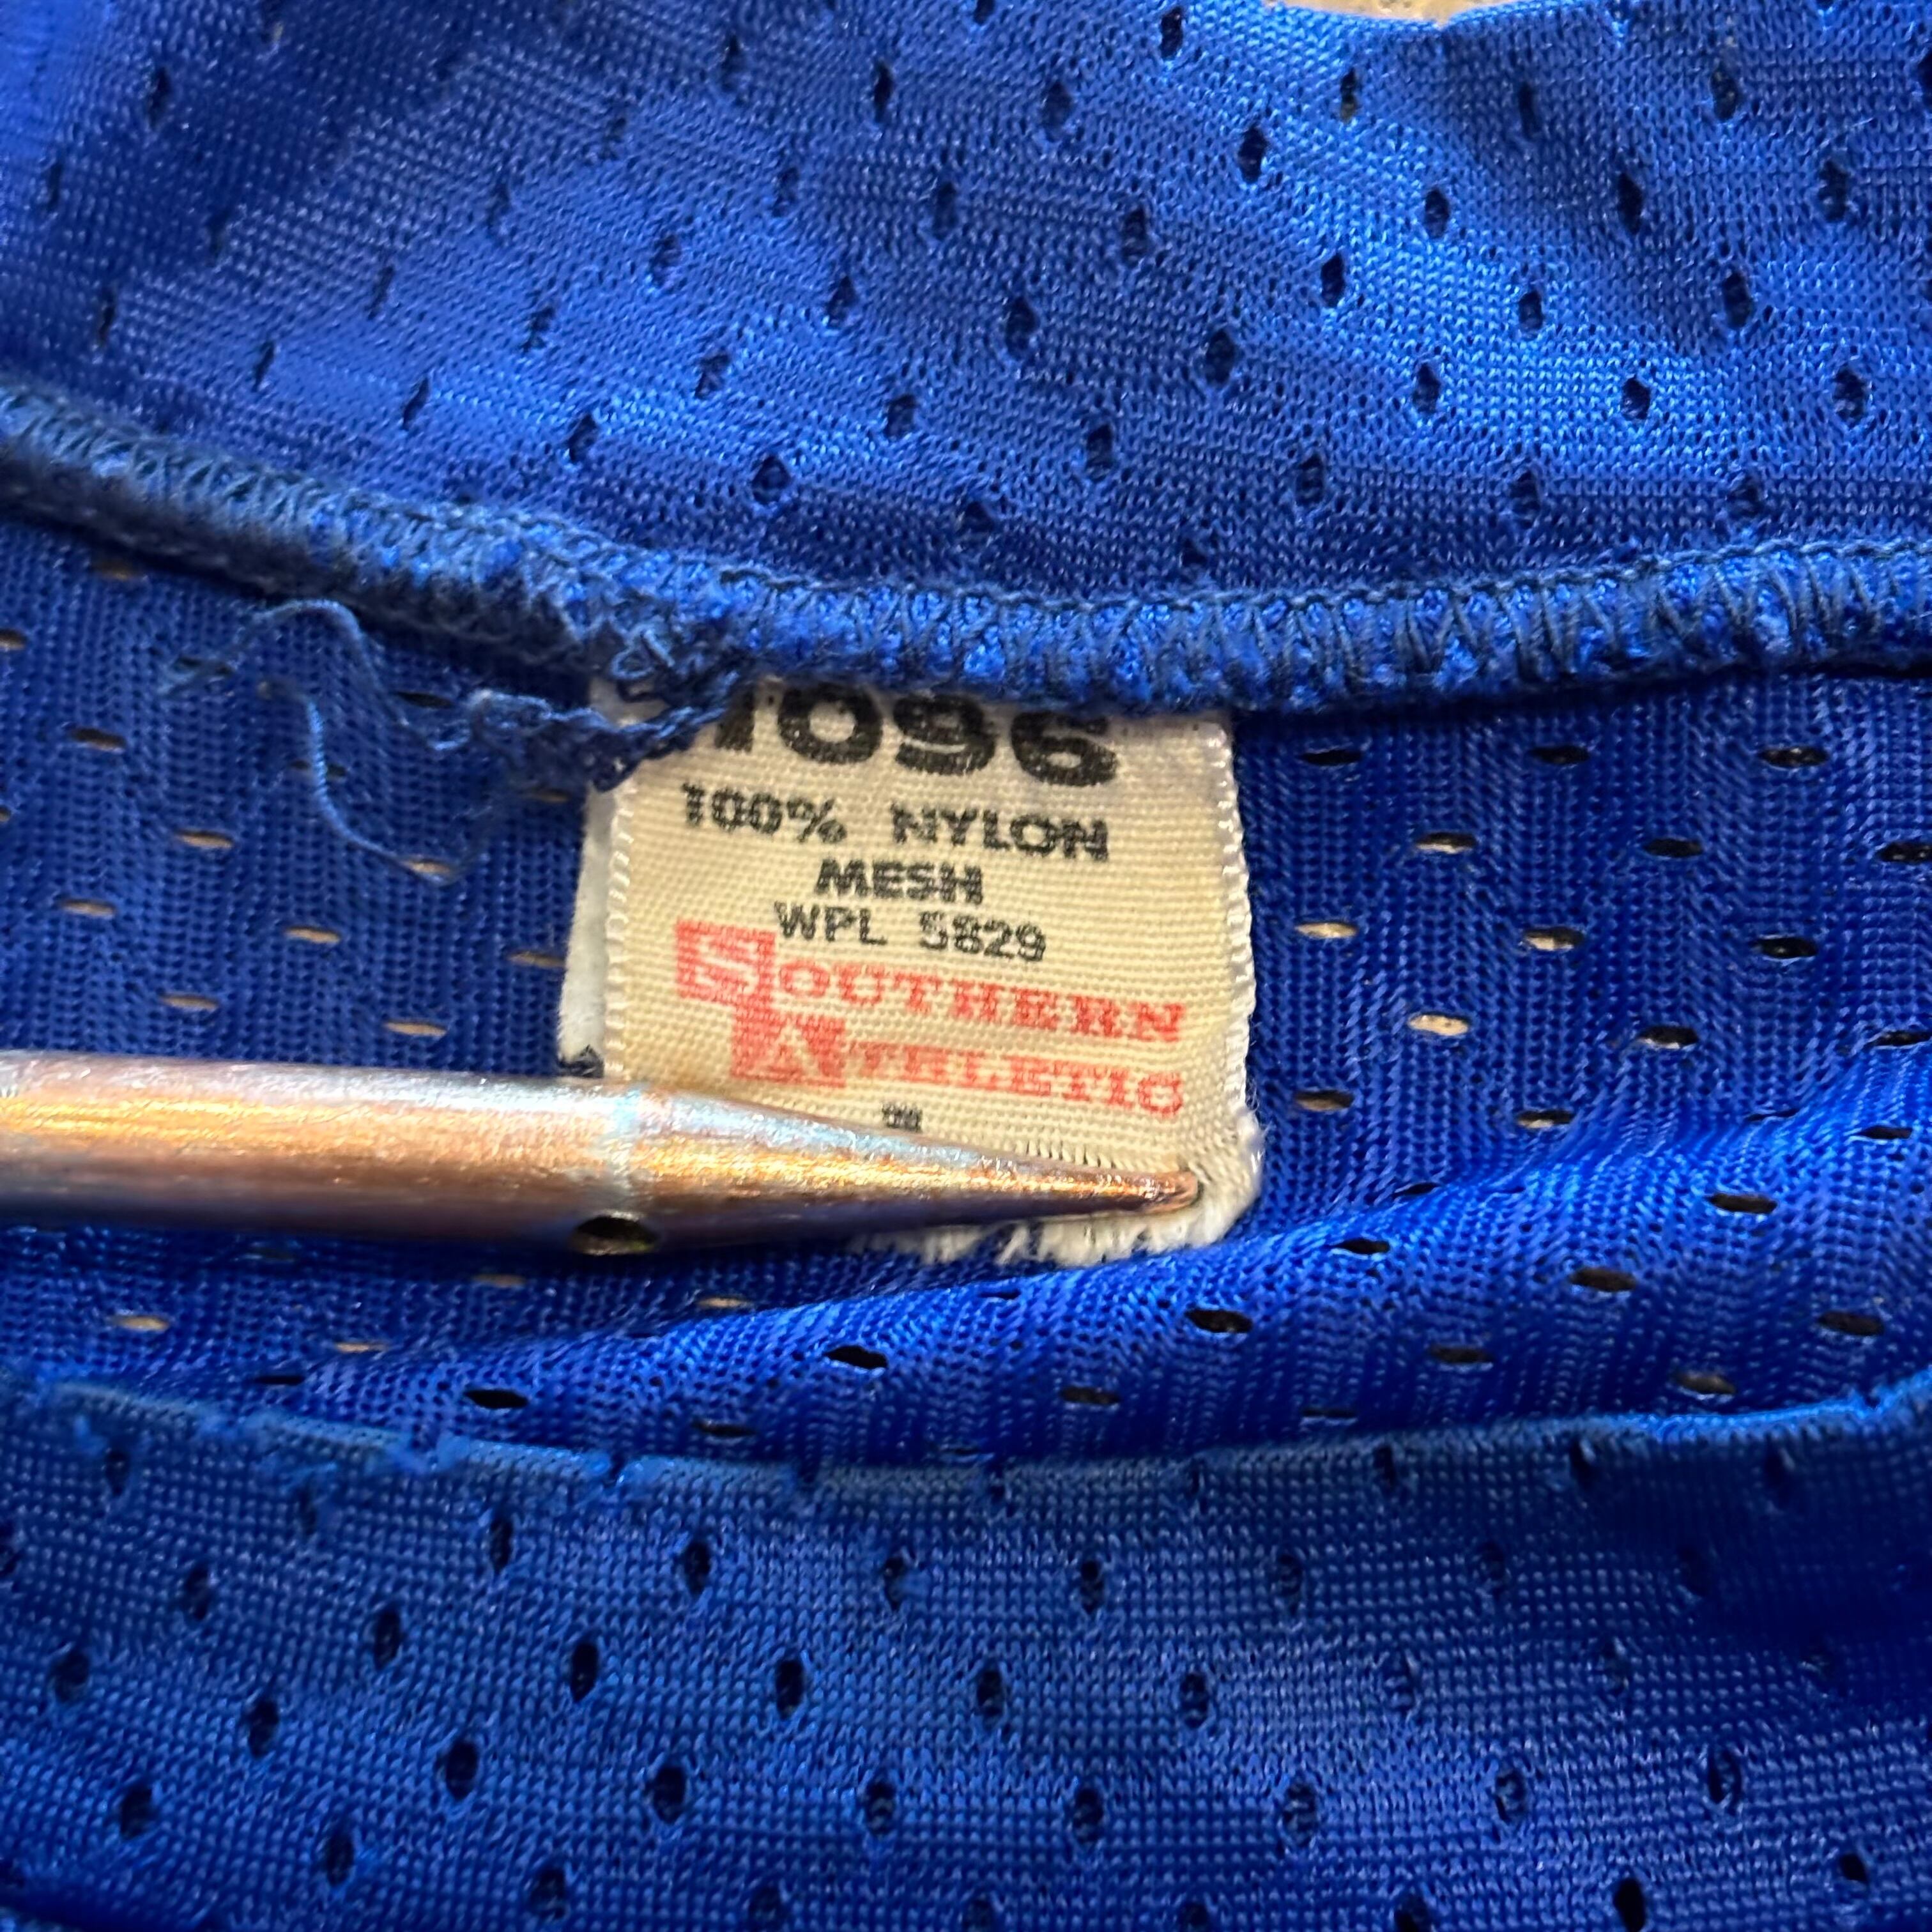 1096
100% NYLON
MESH
WPL 5829
SOUTHERN
ATHLETIC